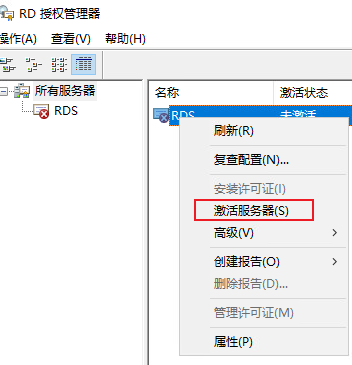 RD 授权管理器
操作(A) 查看(V) 帮助(H)
所有服务器
RDS
名称 激活状态
RDS 未激活
刷新(R)
复查配置(N)...
安装许可证(I)
激活服务器(S)
高级(V)
创建报告(O)
删除报告(D)...
管理许可证(M)
属性(P)